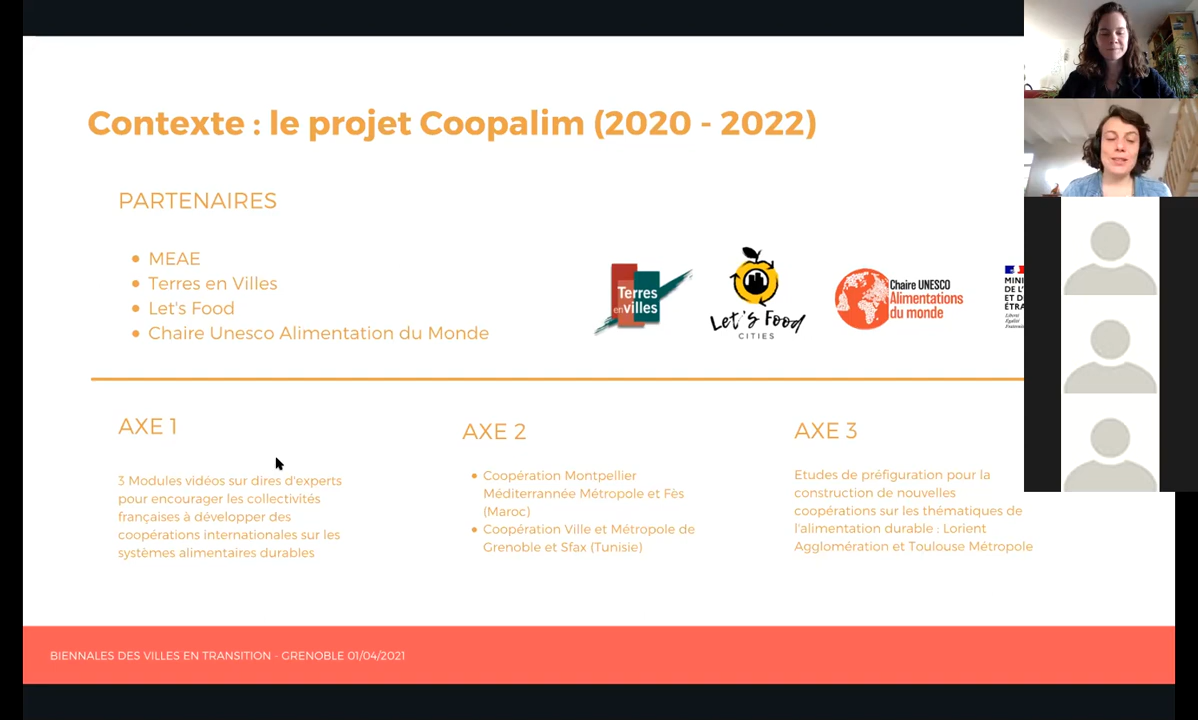 Contexte : le projet Coopalim (2020 - 2022)
PARTENAIRES
MEAE
Terres en Villes
Let's Food
Chaire Unesco Alimentation du Monde
Terres
en villes
Let's Food
CITIES
Chaire UNESCO
Alimentations
du monde
MINI
DE L'
ET D
ÉTRA
Liberté
Égalité
Fraternité
AXE 1
3 Modules vidéos sur dires d'experts
pour encourager les collectivités
françaises à développer des
coopérations internationales sur les
systèmes alimentaires durables
AXE 2
Coopération Montpellier
Méditerrannée Métropole et Fès
(Maroc)
Coopération Ville et Métropole de
Grenoble et Sfax (Tunisie)
AXE 3
Etudes de préfiguration pour la
construction de nouvelles
coopérations sur les thématiques de
l'alimentation durable : Lorient
Agglomération et Toulouse Métropole
BIENNALES DES VILLES EN TRANSITION - GRENOBLE 01/04/2021